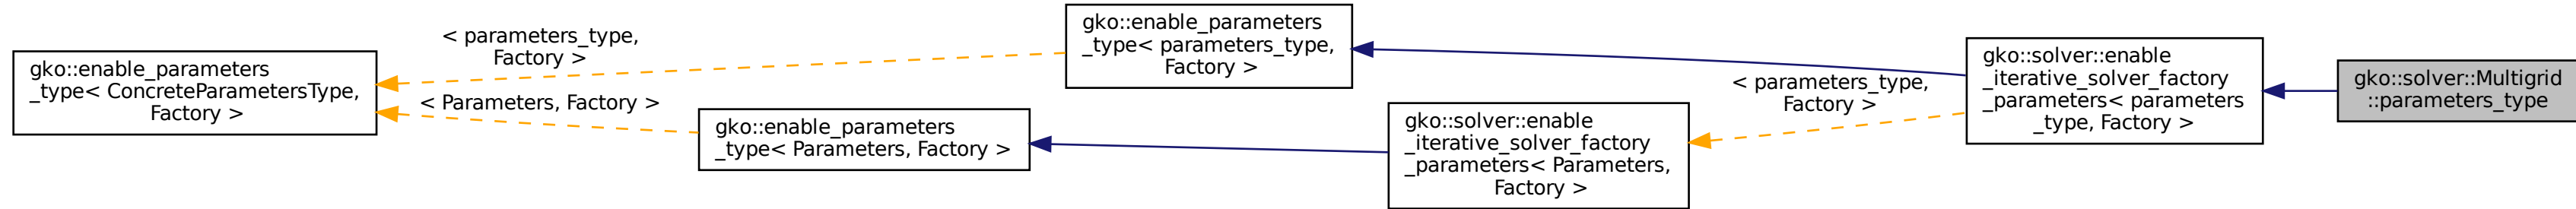 gko::enable_parameters
_type< ConcreteParametersType,
Factory >
< parameters_type,
Factory >
< Parameters, Factory >
gko::enable_parameters
_type< Parameters, Factory >
gko::enable_parameters
_type< parameters_type,
Factory >
gko::solver::enable
_iterative_solver_factory
_parameters< Parameters,
Factory >
< parameters_type,
Factory >
gko::solver::enable
_iterative_solver_factory
_parameters< parameters
_type, Factory >
gko::solver::Multigrid
::parameters_type